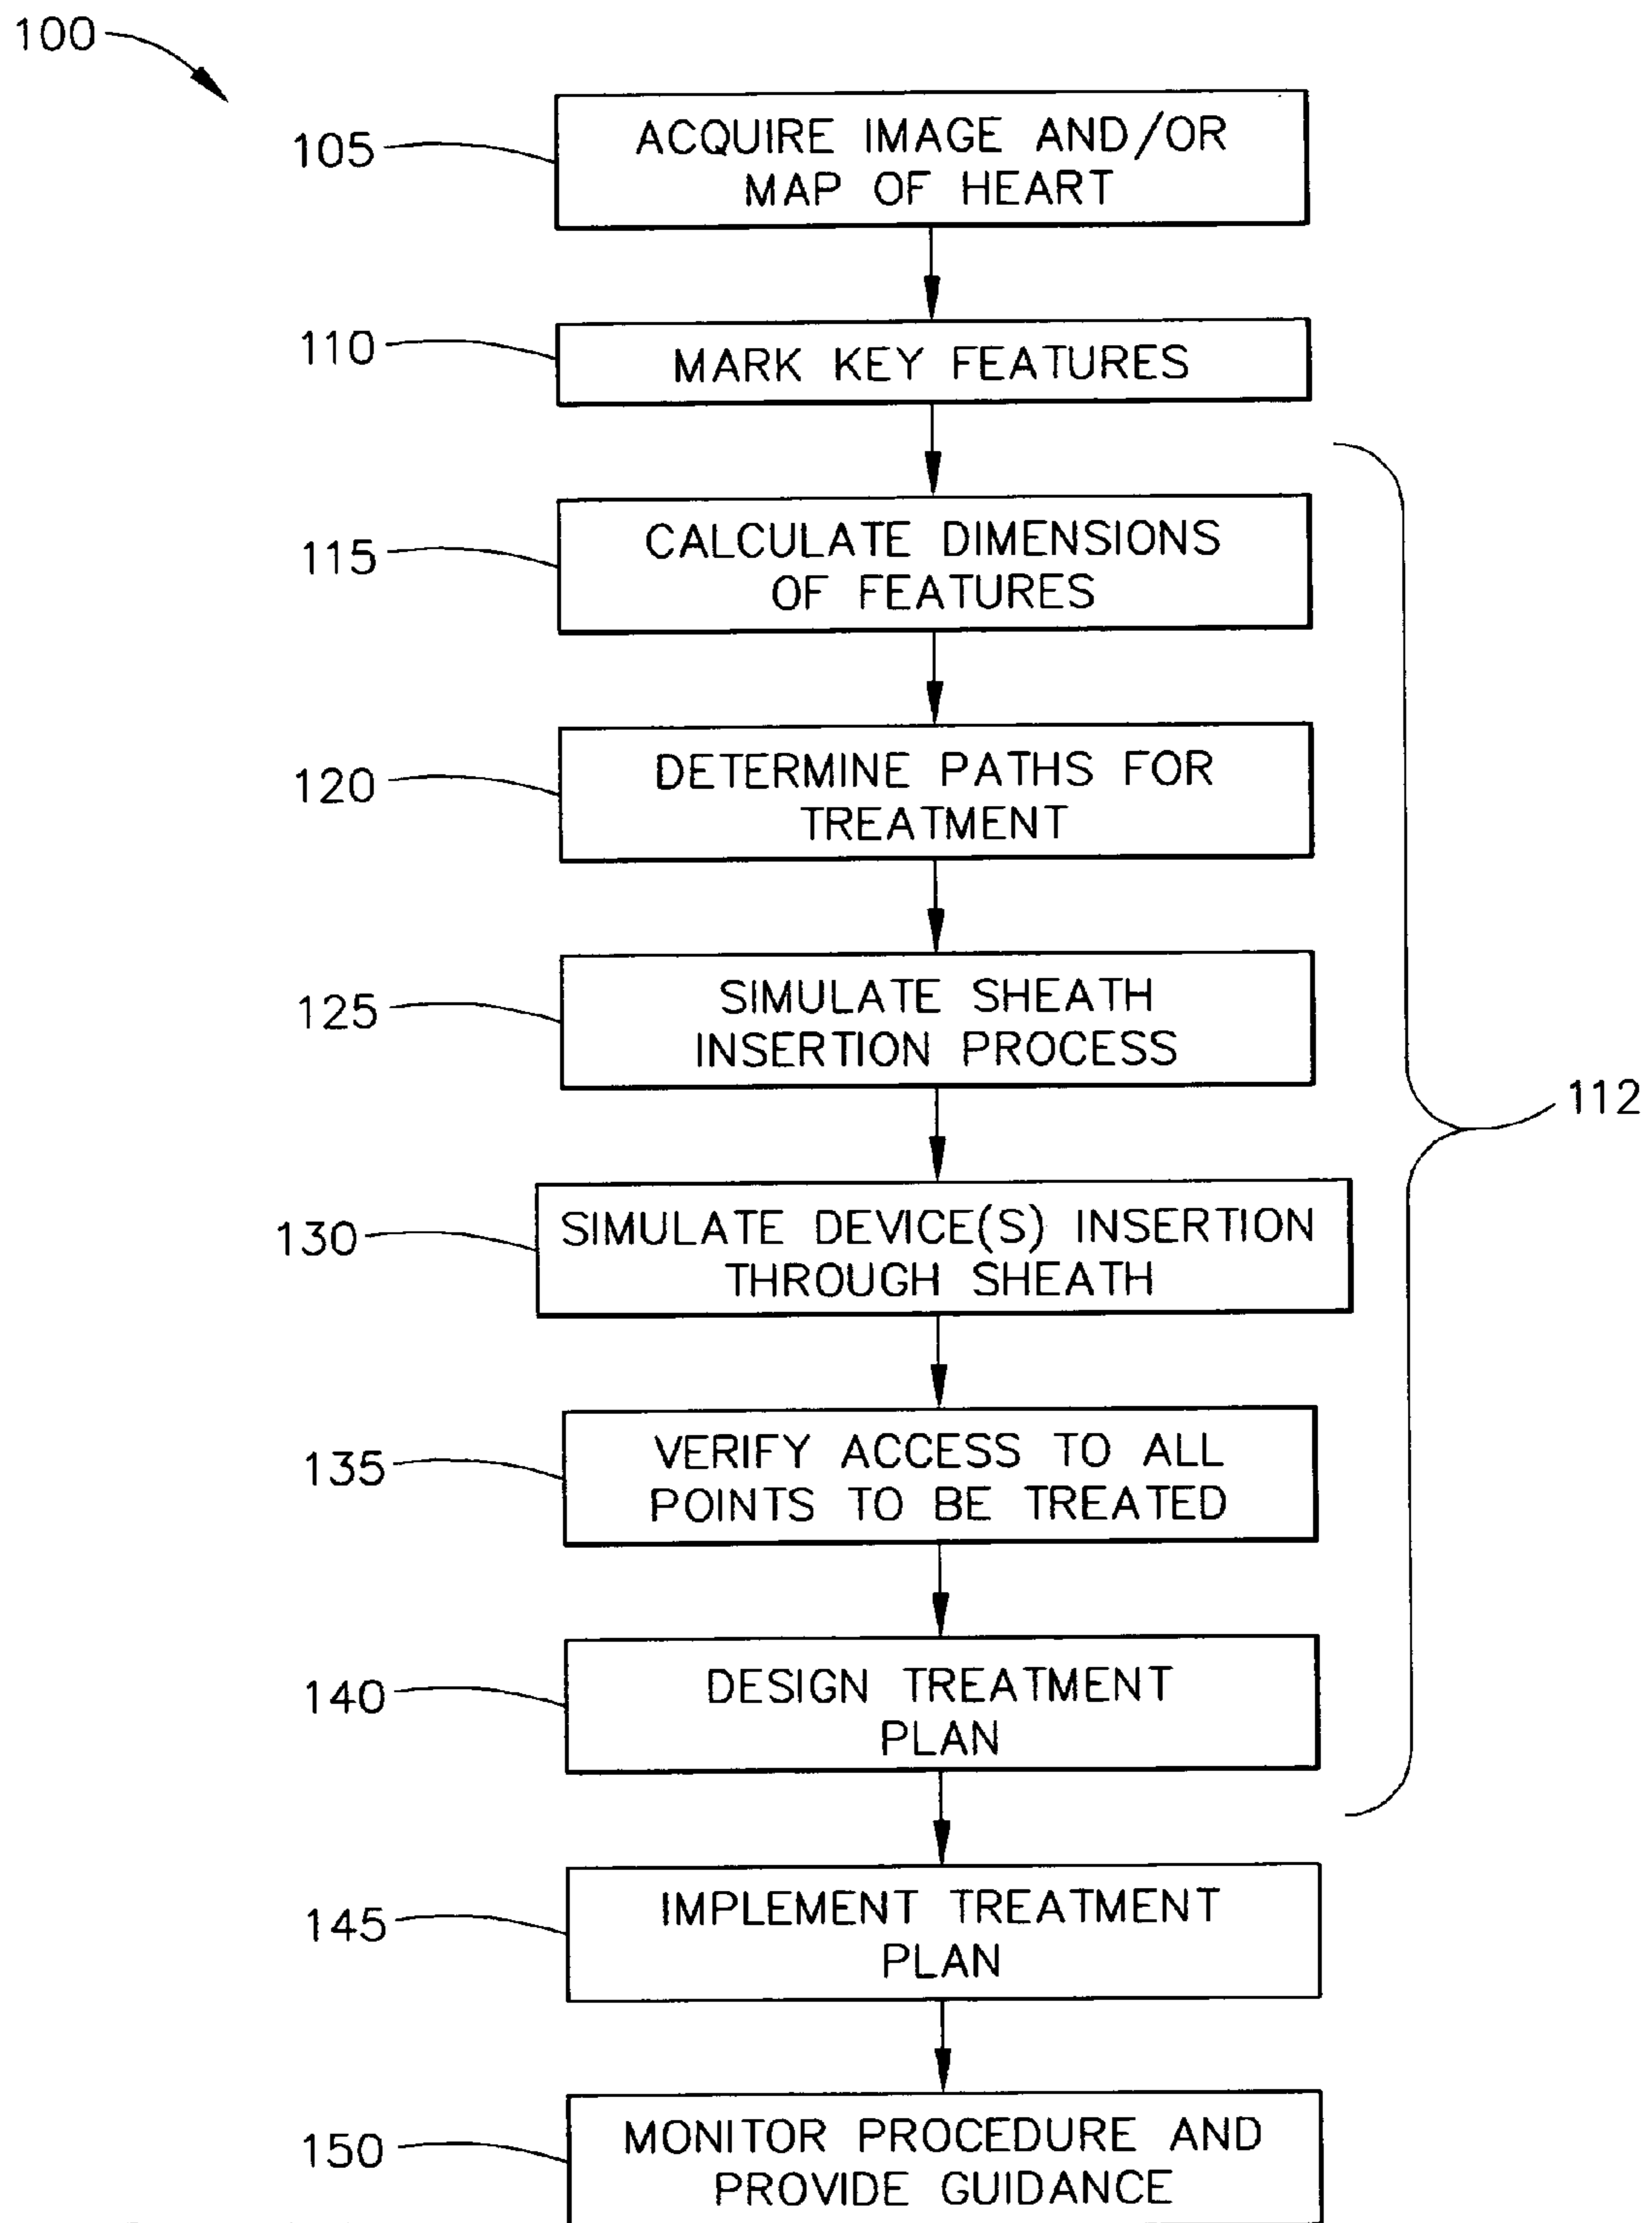 100
105
ACQUIRE IMAGE AND/OR
MAP OF HEART
110
MARK KEY FEATURES
115
CALCULATE DIMENSIONS
OF FEATURES
120
DETERMINE PATHS FOR
TREATMENT
125
SIMULATE SHEATH
INSERTION PROCESS
112
130
SIMULATE DEVICE(S) INSERTION
THROUGH SHEATH
135
VERIFY ACCESS TO ALL
POINTS TO BE TREATED
140
DESIGN TREATMENT
PLAN
145
IMPLEMENT TREATMENT
PLAN
150
MONITOR PROCEDURE AND
PROVIDE GUIDANCE